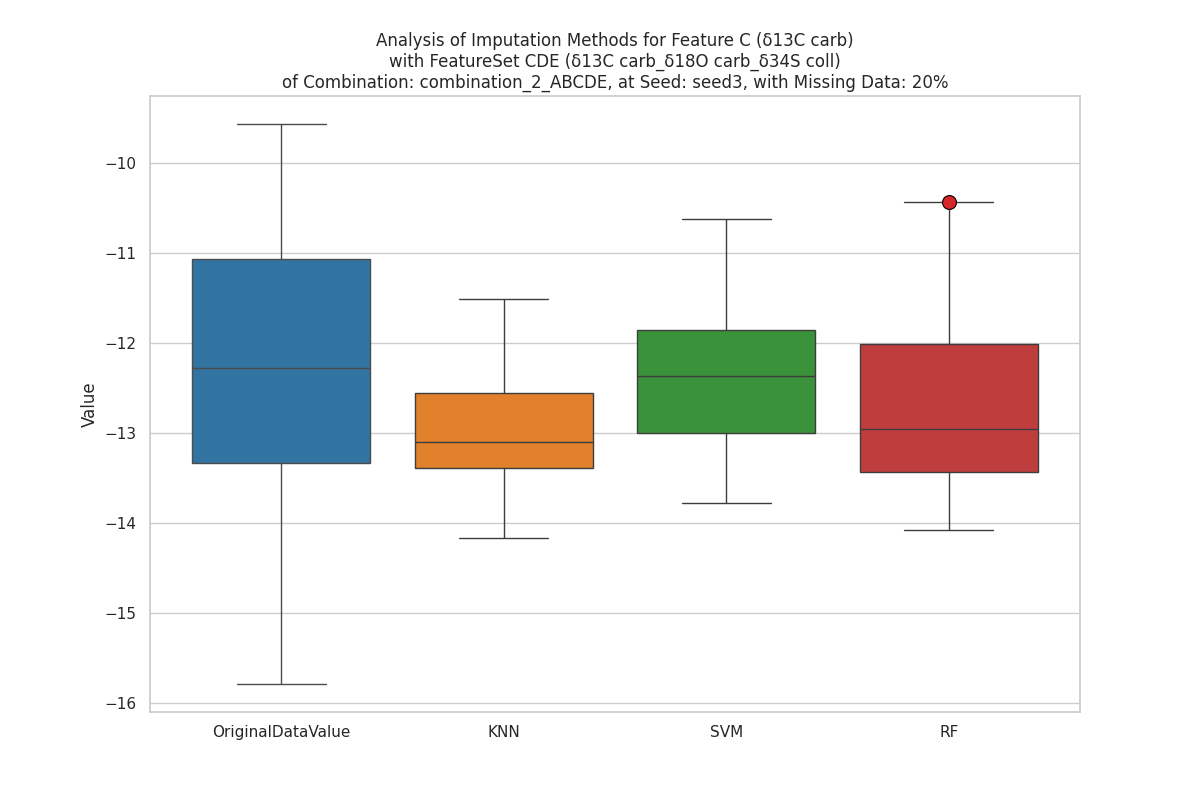 Analysis of Imputation Methods for Feature C (δ13C carb)
with FeatureSet CDE (δ13C carb_δ18O carb_δ34S coll)
of Combination: combination_2_ABCDE, at Seed: seed3, with Missing Data: 20%
Value
−10
−11
−12
−13
−14
−15
−16
OriginalDataValue
KNN
SVM
RF